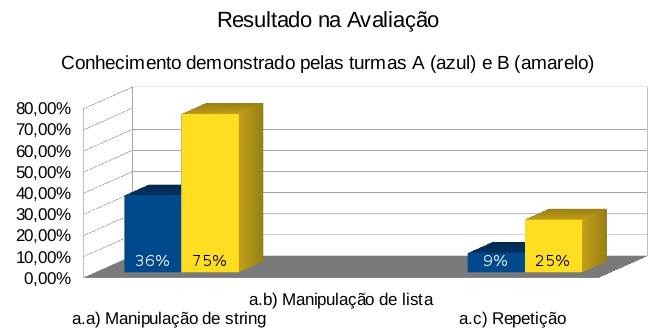 Resultado na Avaliação
Conhecimento demonstrado pelas turmas A (azul) e B (amarelo)
80,00%
70,00%
60,00%
50,00%
40,00%
30,00%
20,00%
10,00%
0,00%
36%
75%
9%
25%
a.b) Manipulação de lista
a.a) Manipulação de string
a.c) Repetição